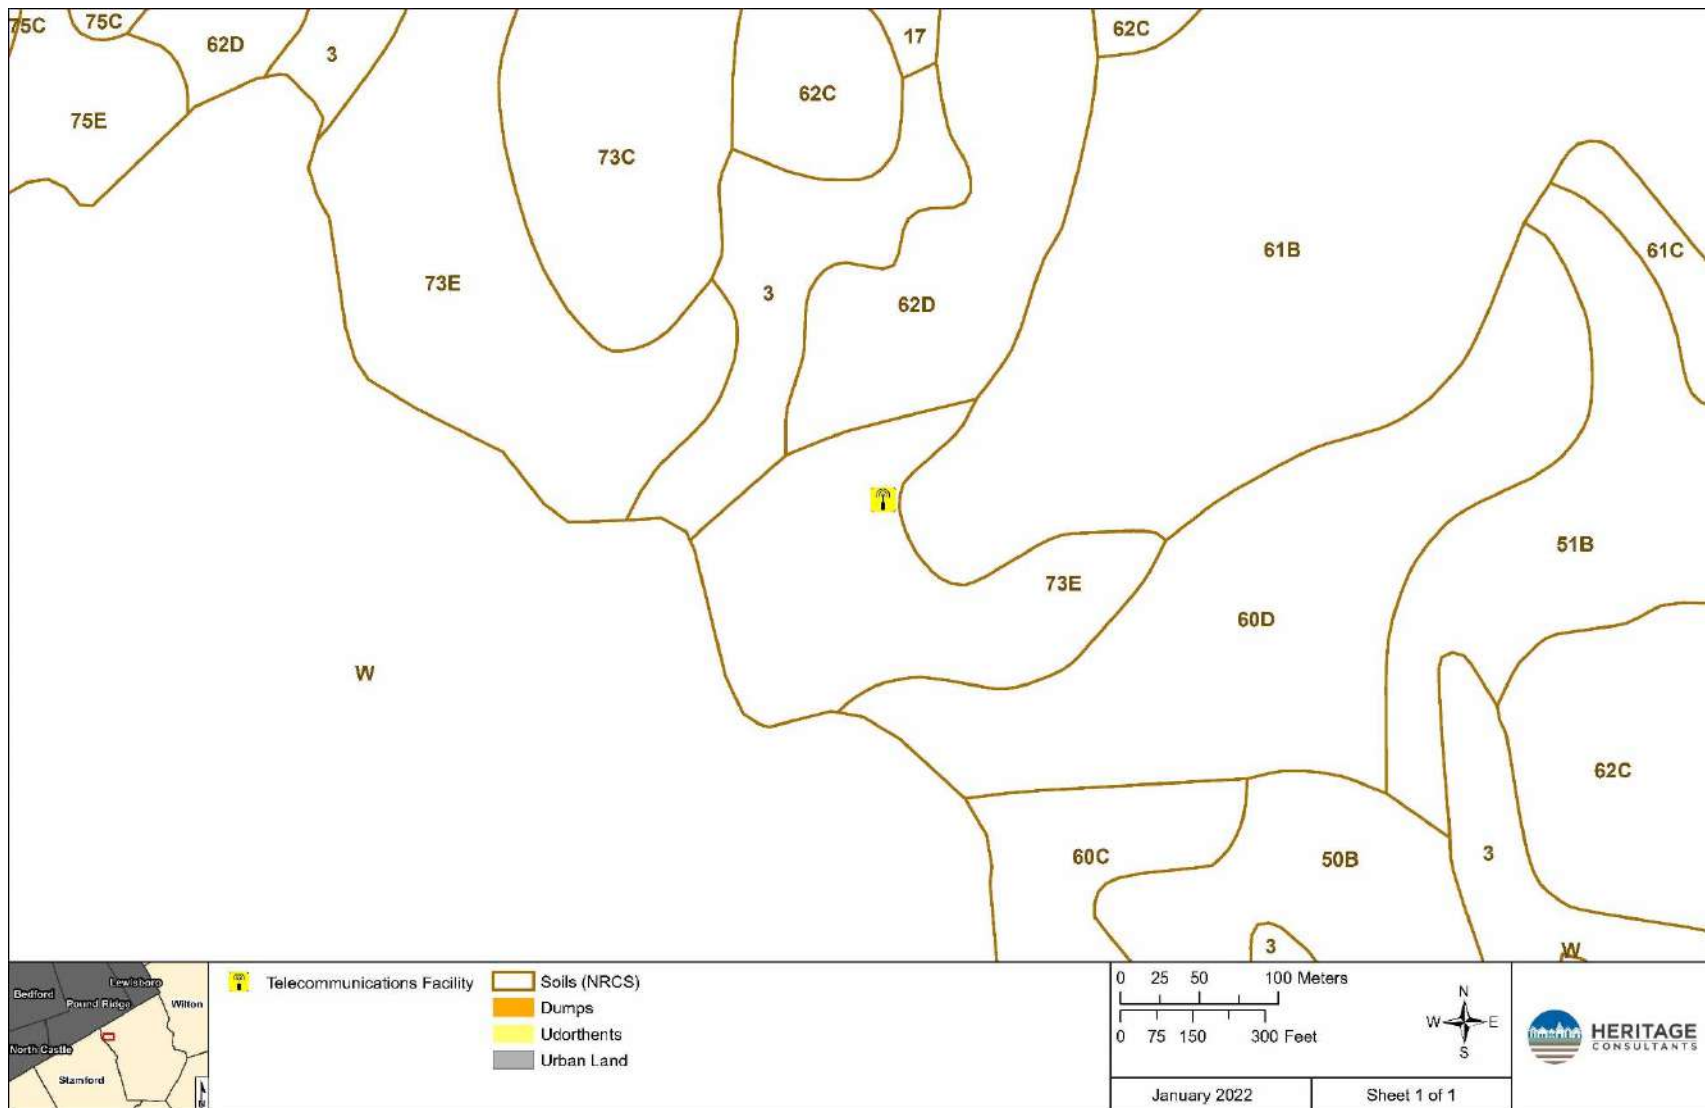 75C
75C
62D
3
17
62C
75E
62C
73C
61B
61C
73E
3
62D
51B
73E
60D
W
62C
60C
50B
3
3
W
Bedford
Lewisboro
Pound Ridge
Wilton
North Castle
Stamford
N
Telecommunications Facility
Soils (NRCS)
Dumps
Udorthents
Urban Land
0 25 50 100 Meters
0 75 150 300 Feet
N
W E
S
January 2022
Sheet 1 of 1
HERITAGE
CONSULTANTS